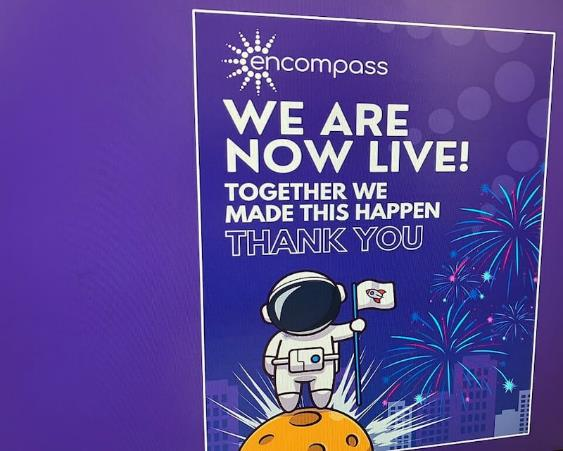 encompass
WE ARE
NOW LIVE!
TOGETHER WE
MADE THIS HAPPEN
THANK YOU